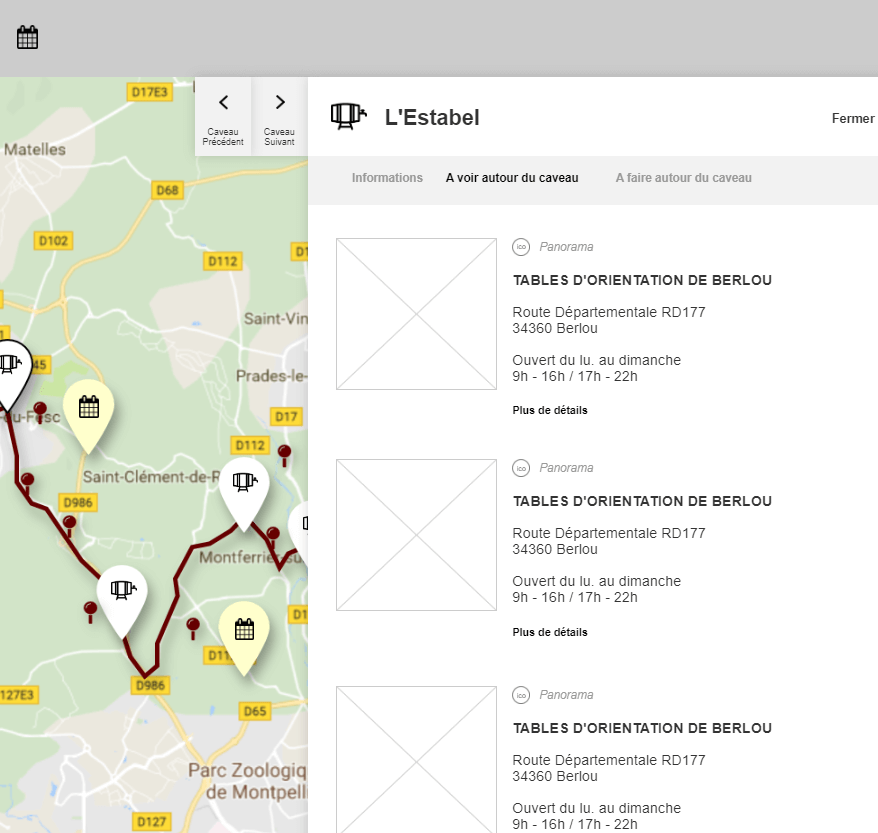 D17E3
Matelles
D68
D102
D112
D1
Saint-Vin
1
45
Prades-le-
D17
D112
Saint-Clément-de-R
D986
Montferrier-su
D1
D11
D986
127E3
D65
Parc Zoologiq
de Montpell
D127
Caveau
Précédent
Caveau
Suivant
L'Estabel
Fermer
Informations
A voir autour du caveau
A faire autour du caveau
ico
Panorama
TABLES D'ORIENTATION DE BERLOU
Route Départementale RD177
34360 Berlou
Ouvert du lu. au dimanche
9h - 16h / 17h - 22h
Plus de détails
ico
Panorama
TABLES D'ORIENTATION DE BERLOU
Route Départementale RD177
34360 Berlou
Ouvert du lu. au dimanche
9h - 16h / 17h - 22h
Plus de détails
ico
Panorama
TABLES D'ORIENTATION DE BERLOU
Route Départementale RD177
34360 Berlou
Ouvert du lu. au dimanche
9h - 16h / 17h - 22h